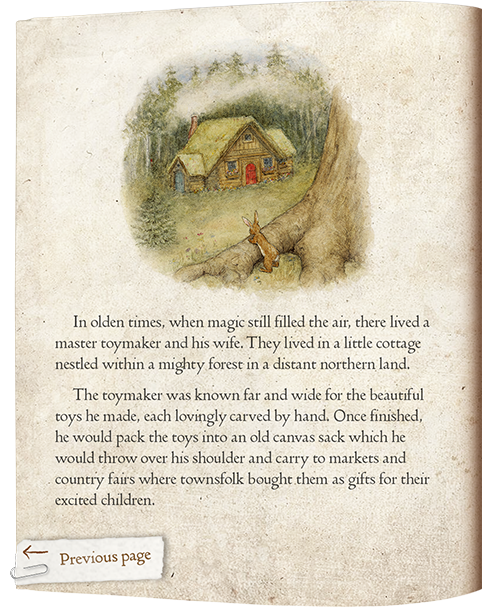 In olden times, when magic still filled the air, there lived a
master toymaker and his wife. They lived in a little cottage
nestled within a mighty forest in a distant northern land.
The toymaker was known far and wide for the beautiful
toys he made, each lovingly carved by hand. Once finished,
he would pack the toys into an old canvas sack which he
would throw over his shoulder and carry to markets and
country fairs where townsfolk bought them as gifts for their
excited children.
Previous page